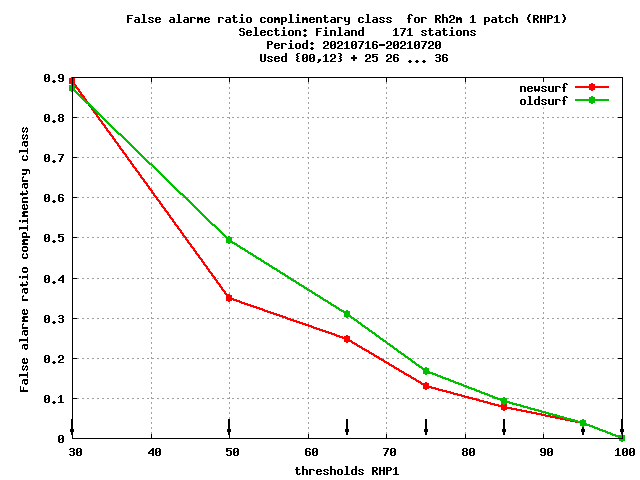 False alarme ratio complimentary class  for Rh2m 1 patch (RHP1)
Selection: Finland    171 stations
Period: 20210716-20210720
Used {00,12} + 25 26 ... 36
newsurf
oldsurf
False alarme ratio complimentary class
0.9
0.8
0.7
0.6
0.5
0.4
0.3
0.2
0.1
0
30 40 50 60 70 80 90 100
thresholds RHP1